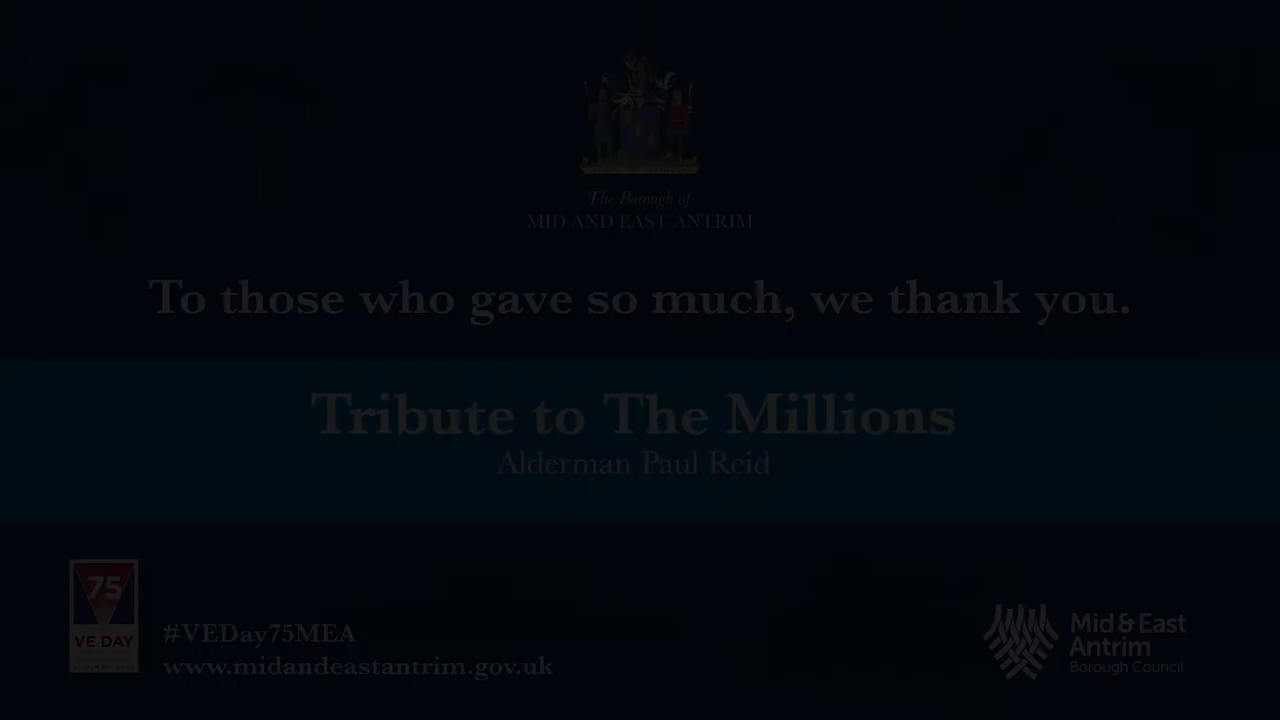 The Borough of
MID AND EAST ANTRIM
To those who gave so much, we thank you.
Tribute to The Millions
Alderman Paul Reid
75
VE DAY
#VEDay75MEA
www.midandeastantrim.gov.uk
Mid & East
Antrim
Borough Council